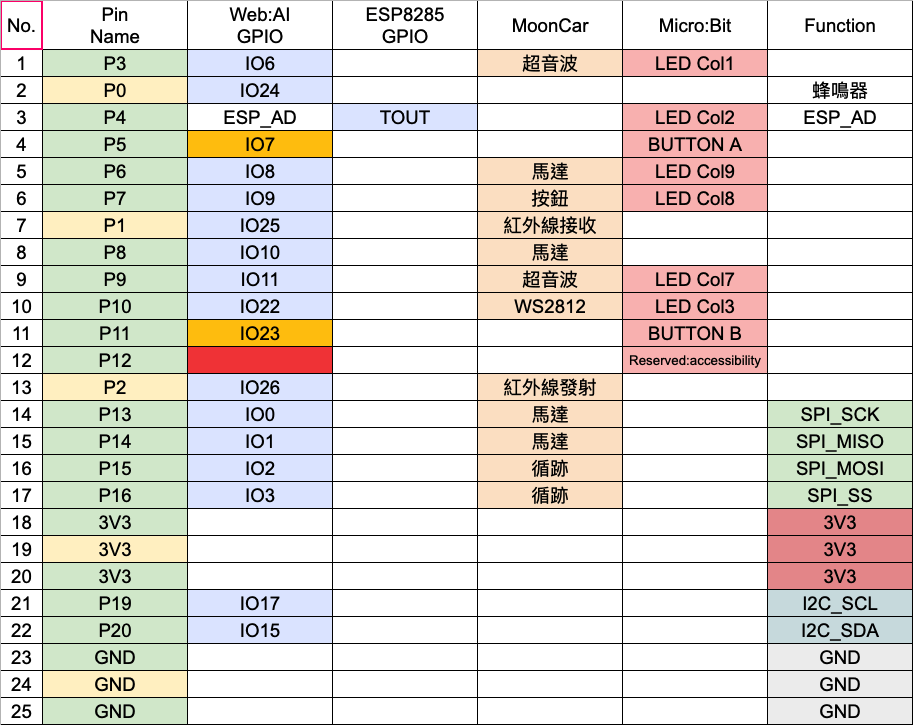 No. Pin Name Web:AI GPIO ESP8285 GPIO MoonCar Micro:Bit Function
1 P3 IO6 超音波 LED Col1
2 P0 IO24 蜂鳴器
3 P4 ESP_AD TOUT LED Col2 ESP_AD
4 P5 IO7 BUTTON A
5 P6 IO8 馬達 LED Col9
6 P7 IO9 按鈕 LED Col8
7 P1 IO25 紅外線接收
8 P8 IO10 馬達
9 P9 IO11 超音波 LED Col7
10 P10 IO22 WS2812 LED Col3
11 P11 IO23 BUTTON B
12 P12 Reserved:accessibility
13 P2 IO26 紅外線發射
14 P13 IO0 馬達 SPI_SCK
15 P14 IO1 馬達 SPI_MISO
16 P15 IO2 循跡 SPI_MOSI
17 P16 IO3 循跡 SPI_SS
18 3V3 3V3
19 3V3 3V3
20 3V3 3V3
21 P19 IO17 I2C_SCL
22 P20 IO15 I2C_SDA
23 GND GND
24 GND GND
25 GND GND